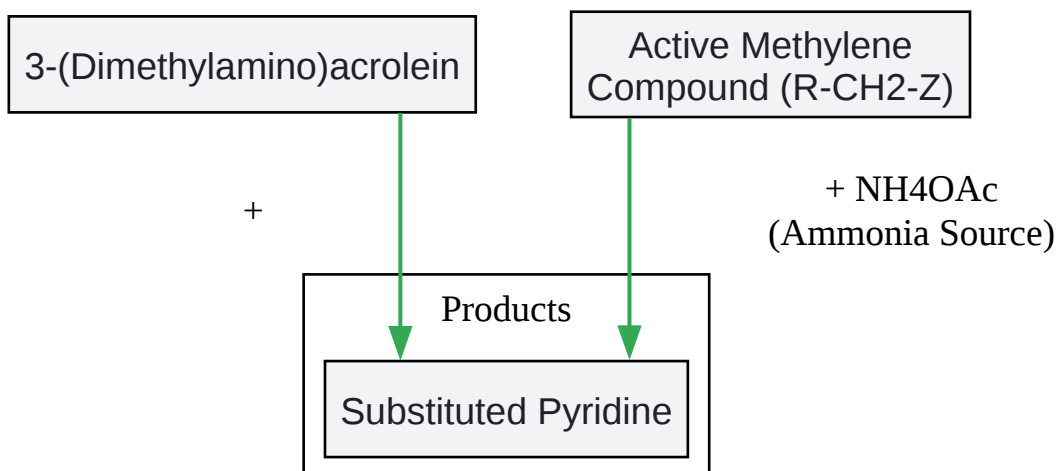 3-(Dimethylamino)acrolein
Active Methylene
Compound (R-CH2-Z)
+
+ NH4OAc
(Ammonia Source)
Products
Substituted Pyridine